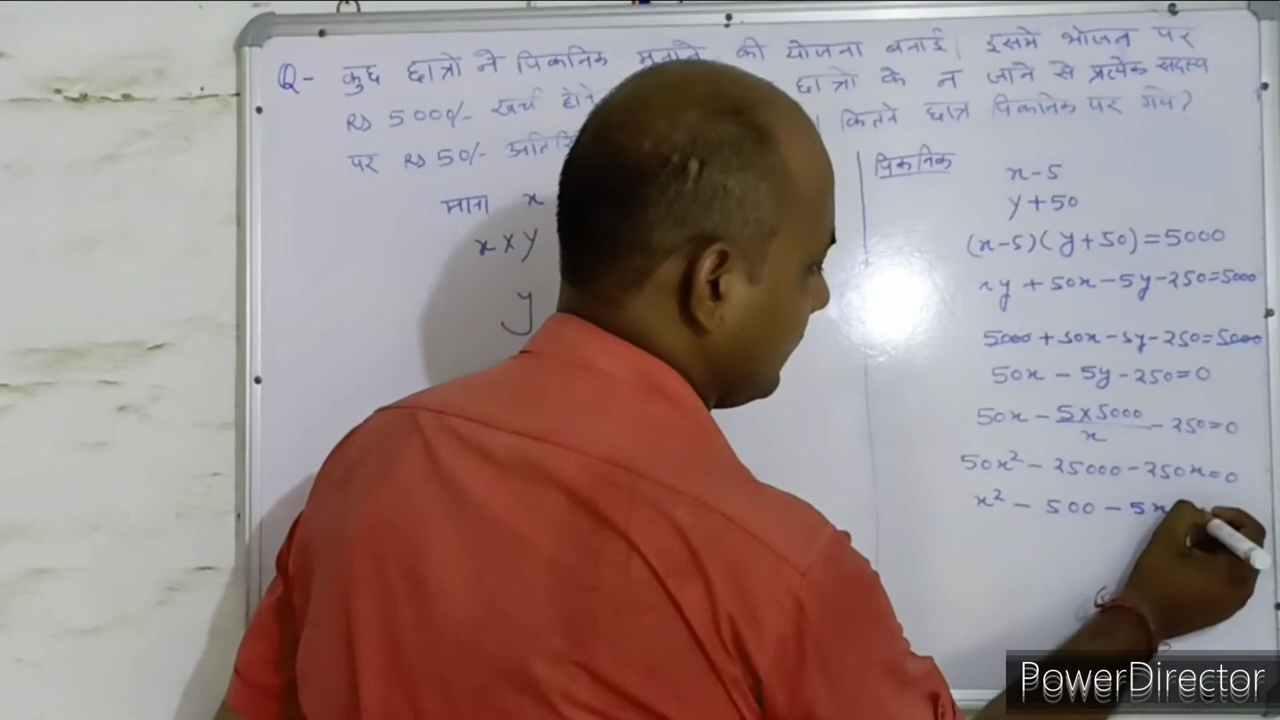 Q- कुछ छात्रो ने पिकनिक मनाने की योजना बनाई। इसमे भोजन पर
RS 5000/- खर्च होने छात्रो के न जाने से प्रत्येक सदस्य
पर RS 50/- । कितने छात्र पिकनिक पर गये?
माना x
x×y
y
पिकनिक
x-5
y+50
(x-5)(y+50)=5000
xy+50x-5y-250=5000
5000+50x-5y-250=5000
50x-5y-250=0
50x-5×5000/x-250=0
50x²-25000-250x=0
x²-500-5x
PowerDirector